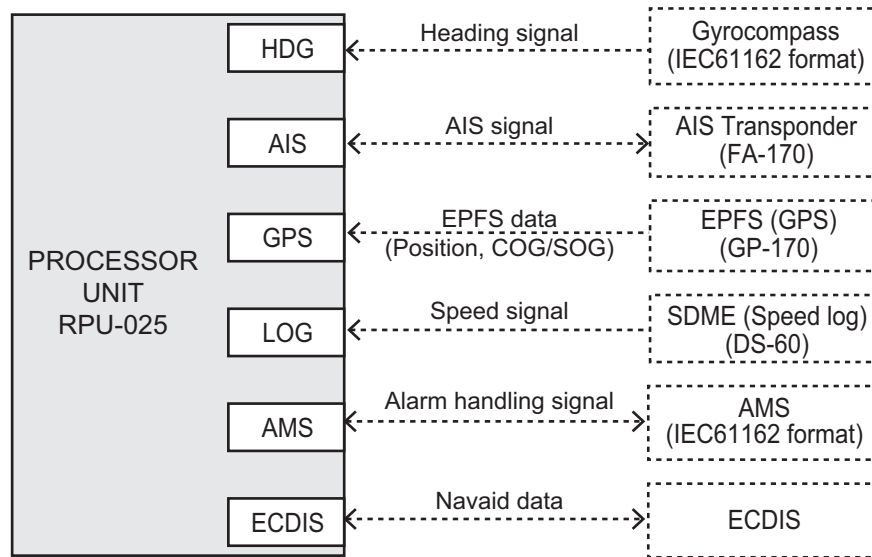 PROCESSOR
UNIT
RPU-025
HDG
Heading signal
Gyrocompass
(IEC61162 format)
AIS
AIS signal
AIS Transponder
(FA-170)
GPS
EPFS data
(Position, COG/SOG)
EPFS (GPS)
(GP-170)
LOG
Speed signal
SDME (Speed log)
(DS-60)
AMS
Alarm handling signal
AMS
(IEC61162 format)
ECDIS
Navaid data
ECDIS